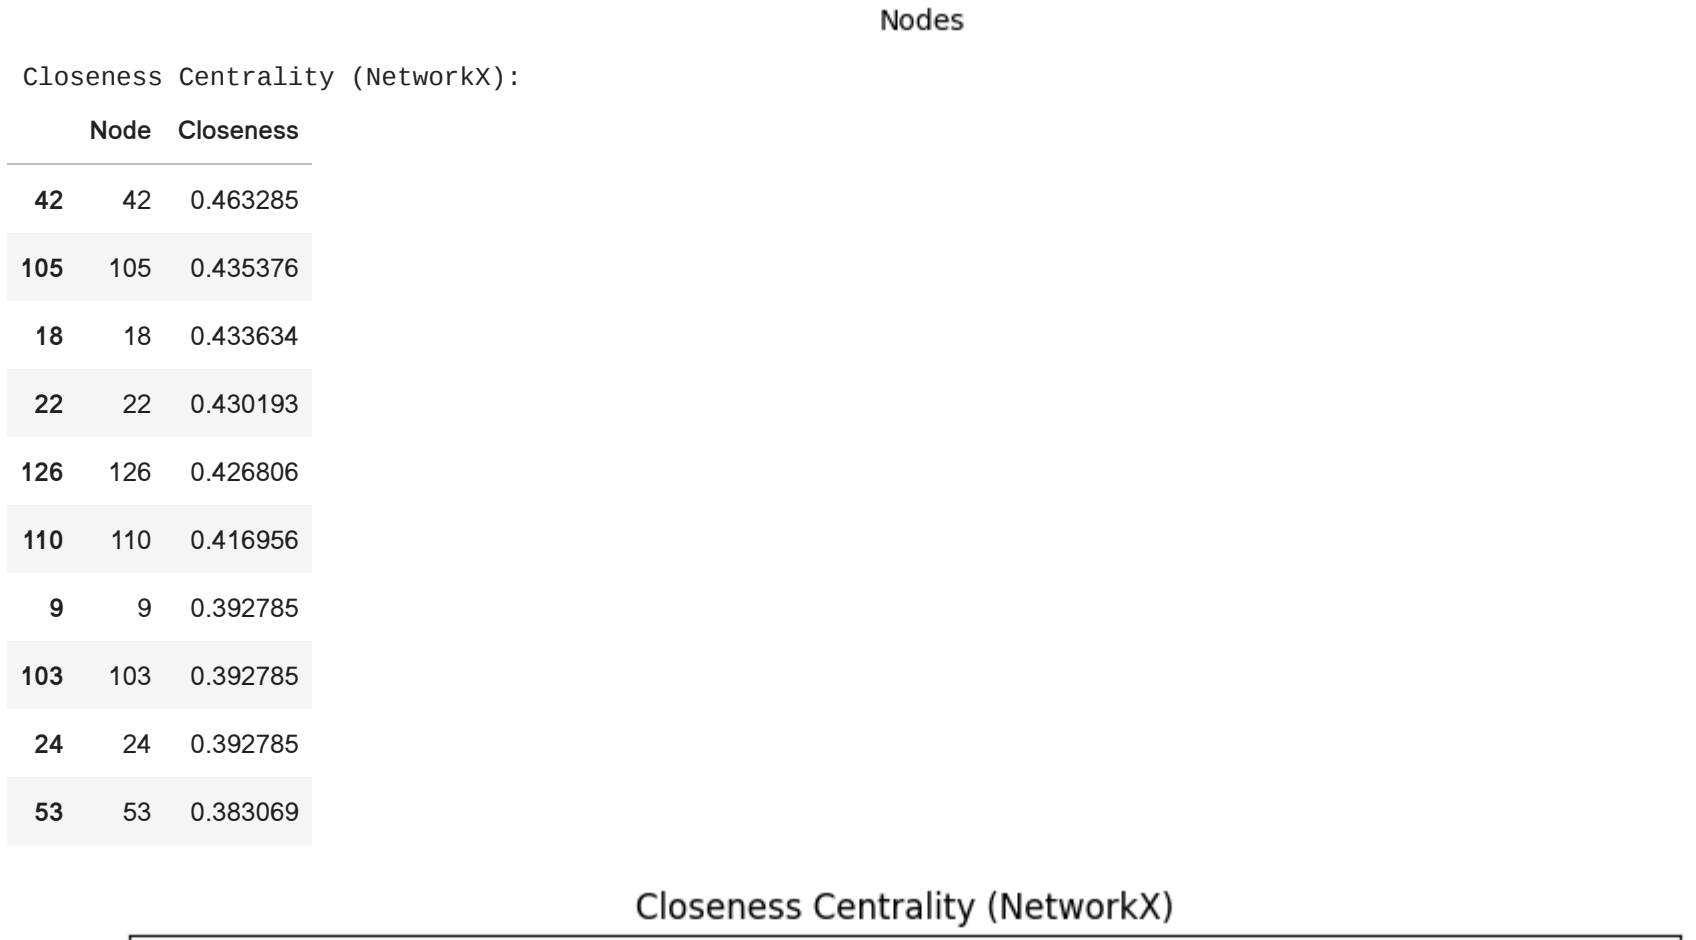 Nodes
Closeness Centrality (NetworkX):
Node Closeness
42 42 0.463285
105 105 0.435376
18 18 0.433634
22 22 0.430193
126 126 0.426806
110 110 0.416956
9 9 0.392785
103 103 0.392785
24 24 0.392785
53 53 0.383069
Closeness Centrality (NetworkX)